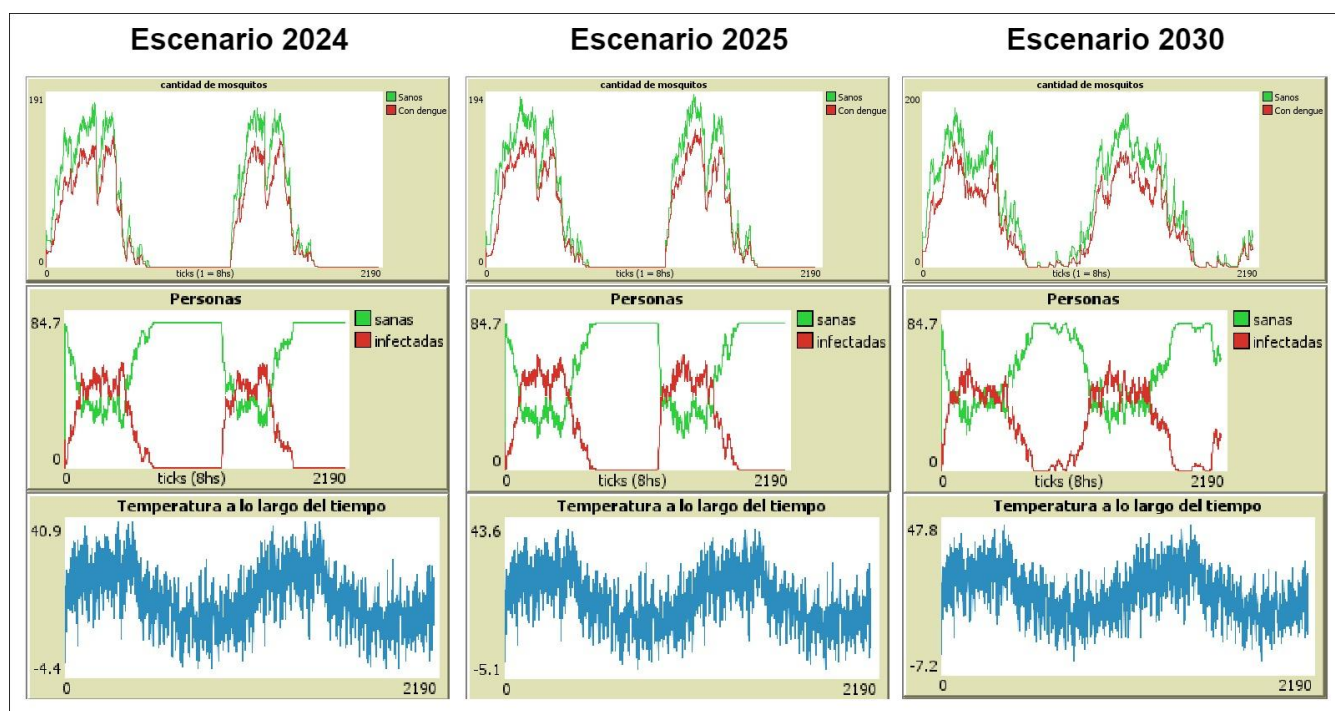 Escenario 2024
Escenario 2025
Escenario 2030
cantidad de mosquitos
191
Sanos
Con dengue
0
0
ticks (1 = 8hs)
2190
cantidad de mosquitos
194
Sanos
Con dengue
0
0
ticks (1 = 8hs)
2190
cantidad de mosquitos
200
Sanos
Con dengue
0
0
ticks (1 = 8hs)
2190
Personas
84.7
sanas
infectadas
0
0
ticks (8hs)
2190
Personas
84.7
sanas
infectadas
0
0
ticks (8hs)
2190
Personas
84.7
sanas
infectadas
0
0
ticks (8hs)
2190
Temperatura a lo largo del tiempo
40.9
-4.4
0
2190
Temperatura a lo largo del tiempo
43.6
-5.1
0
2190
Temperatura a lo largo del tiempo
47.8
-7.2
0
2190